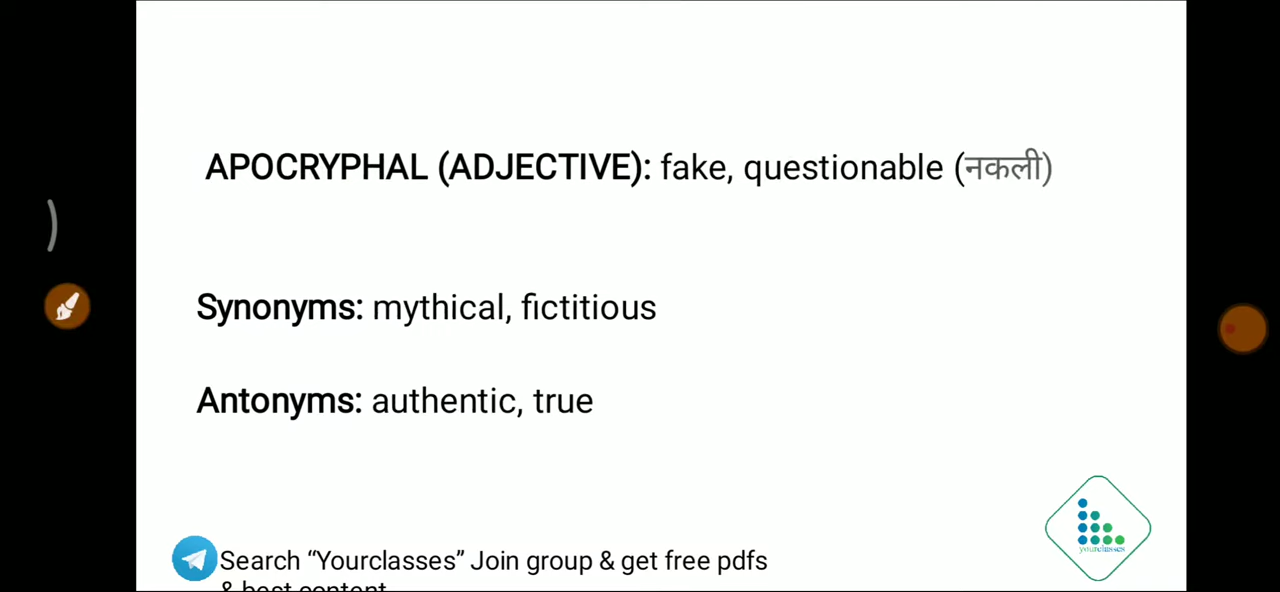 APOCRYPHAL (ADJECTIVE): fake, questionable (नकली)
Synonyms: mythical, fictitious
Antonyms: authentic, true
yourclasses
Search “Yourclasses” Join group & get free pdfs
& best content